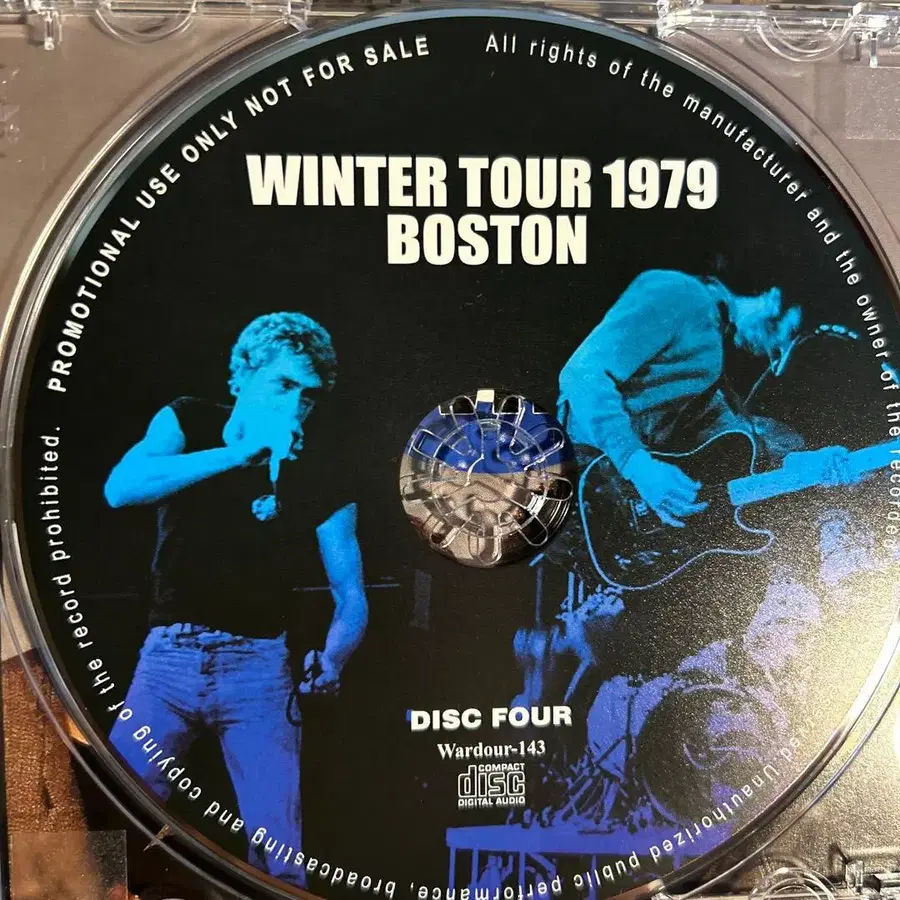 PROMOTIONAL USE ONLY NOT FOR SALE
All rights of the manufacturer and the owner of the recorded
Unauthorized public performance, broadcasting and copying of the record prohibited.
WINTER TOUR 1979
BOSTON
DISC FOUR
Wardour-143
COMPACT
disc
DIGITAL AUDIO